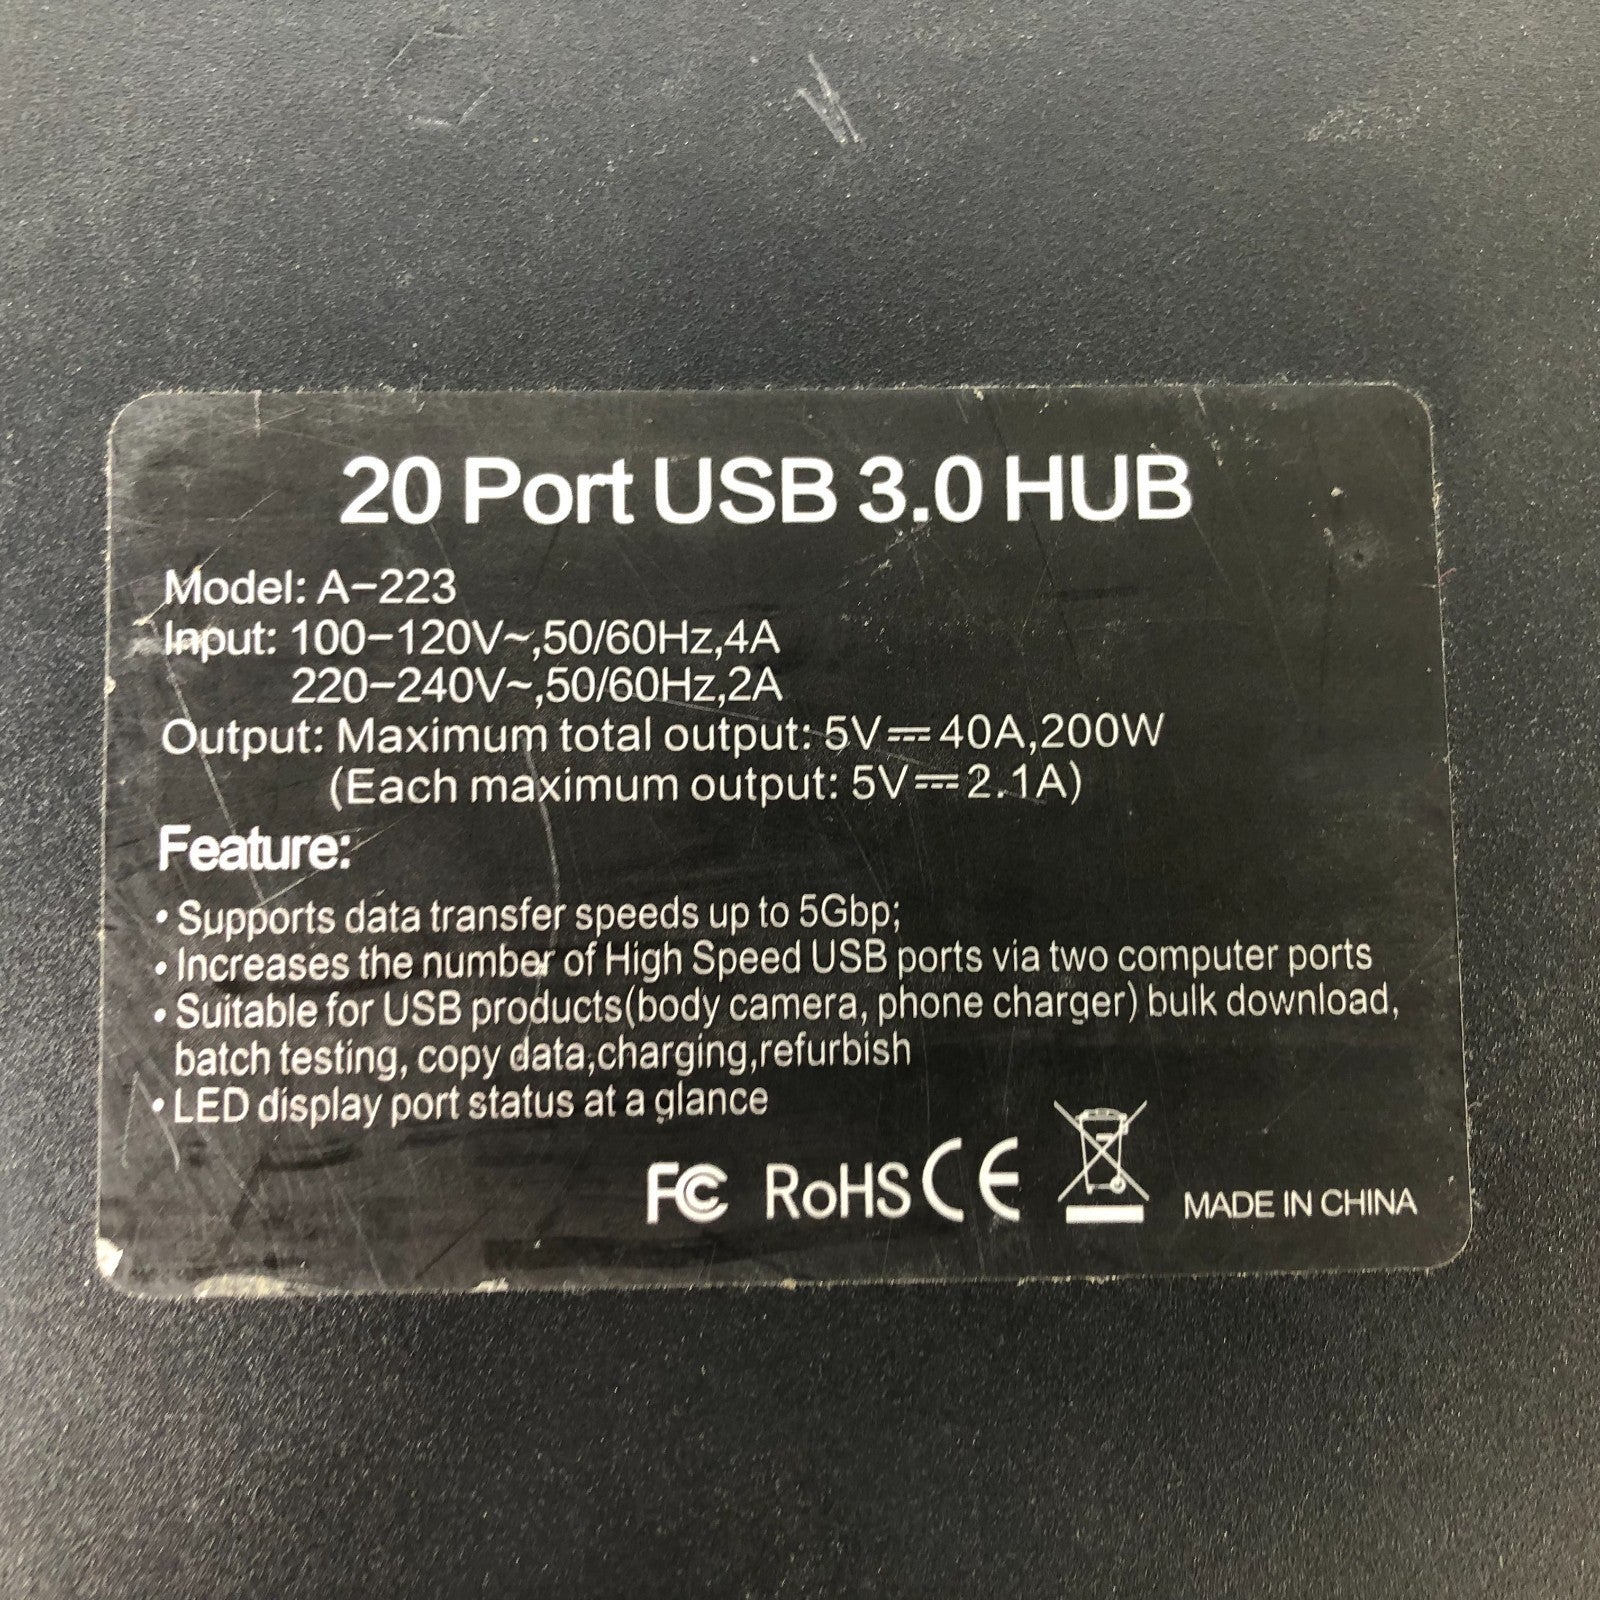 20 Port USB 3.0 HUB
Model: A-223
Input: 100-120V~,50/60Hz,4A
220-240V~,50/60Hz,2A
Output: Maximum total output: 5V⎓40A,200W
(Each maximum output: 5V⎓2.1A)
Feature:
• Supports data transfer speeds up to 5Gbp;
• Increases the number of High Speed USB ports via two computer ports
• Suitable for USB products(body camera, phone charger) bulk download,
batch testing, copy data,charging,refurbish
• LED display port status at a glance
FC RoHS CE MADE IN CHINA